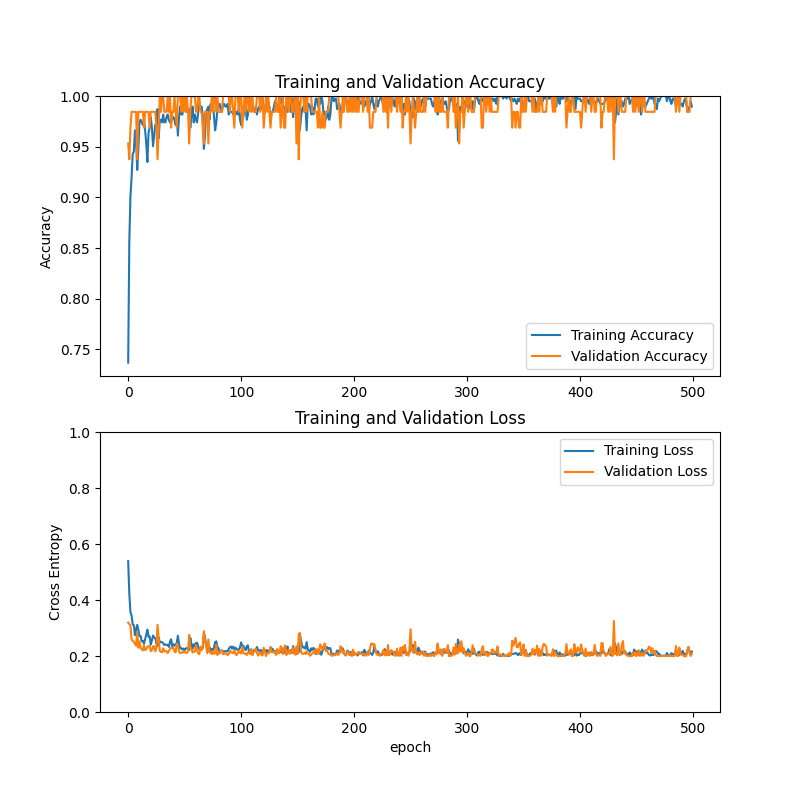 Training and Validation Accuracy
1.00
0.95
0.90
0.85
0.80
0.75
Accuracy
Training Accuracy
Validation Accuracy
0 100 200 300 400 500
Training and Validation Loss
1.0
0.8
0.6
0.4
0.2
0.0
Cross Entropy
Training Loss
Validation Loss
0 100 200 300 400 500
epoch